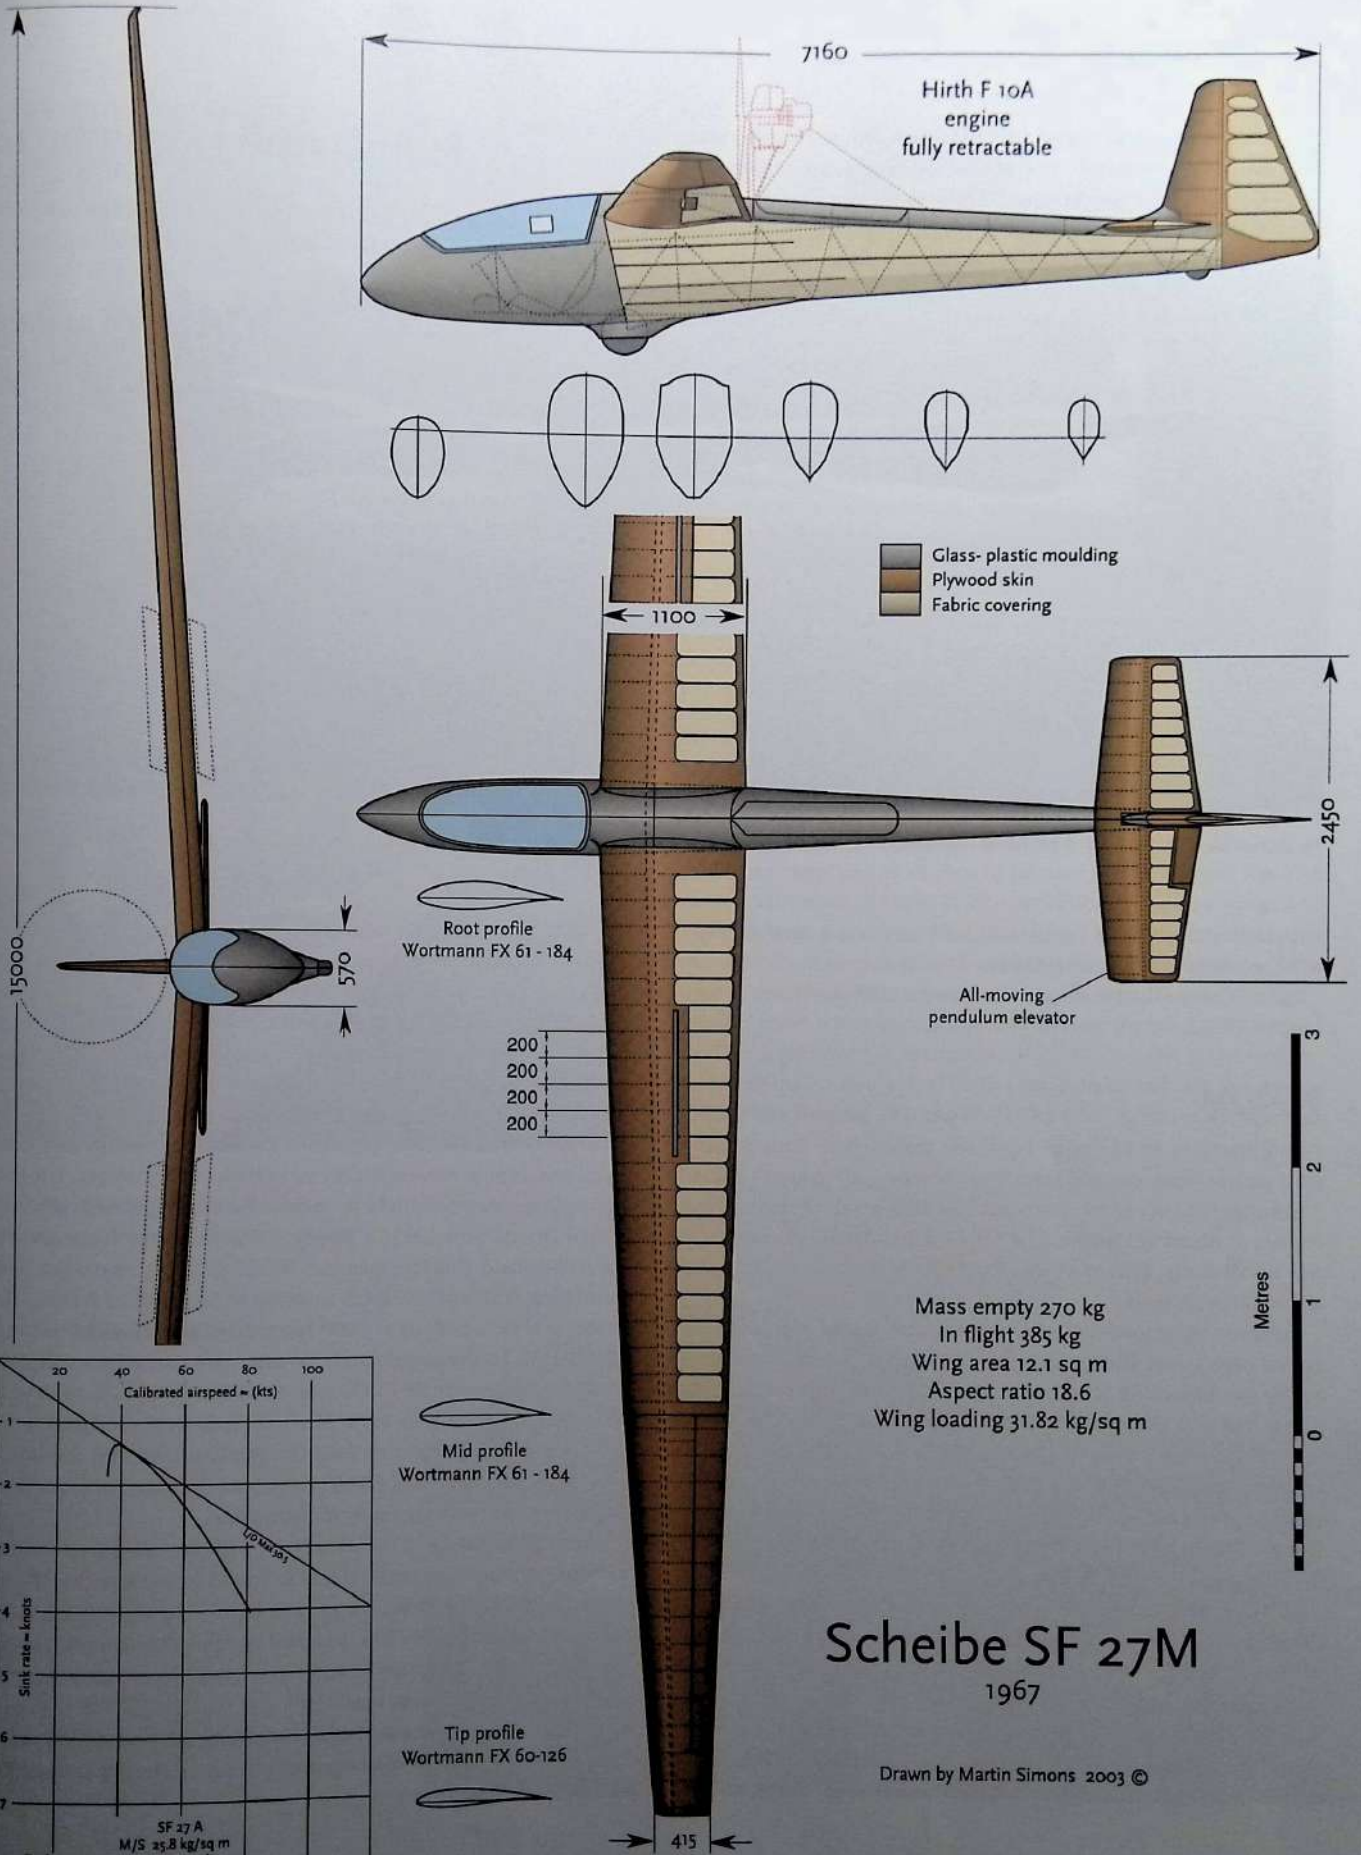 7160
Hirth F 10A
engine
fully retractable
Glass- plastic moulding
Plywood skin
Fabric covering
1100
2450
15000
570
Root profile
Wortmann FX 61 - 184
All-moving
pendulum elevator
200
200
200
200
3
2
1
0
Metres
Mass empty 270 kg
In flight 385 kg
Wing area 12.1 sq m
Aspect ratio 18.6
Wing loading 31.82 kg/sq m
20 40 60 80 100
Calibrated airspeed = (kts)
1
2
3
4
5
6
7
L/D Max 30.5
Sink rate = knots
SF 27 A
M/S 25.8 kg/sq m
Mid profile
Wortmann FX 61 - 184
Tip profile
Wortmann FX 60-126
415
Scheibe SF 27M
1967
Drawn by Martin Simons 2003 ©